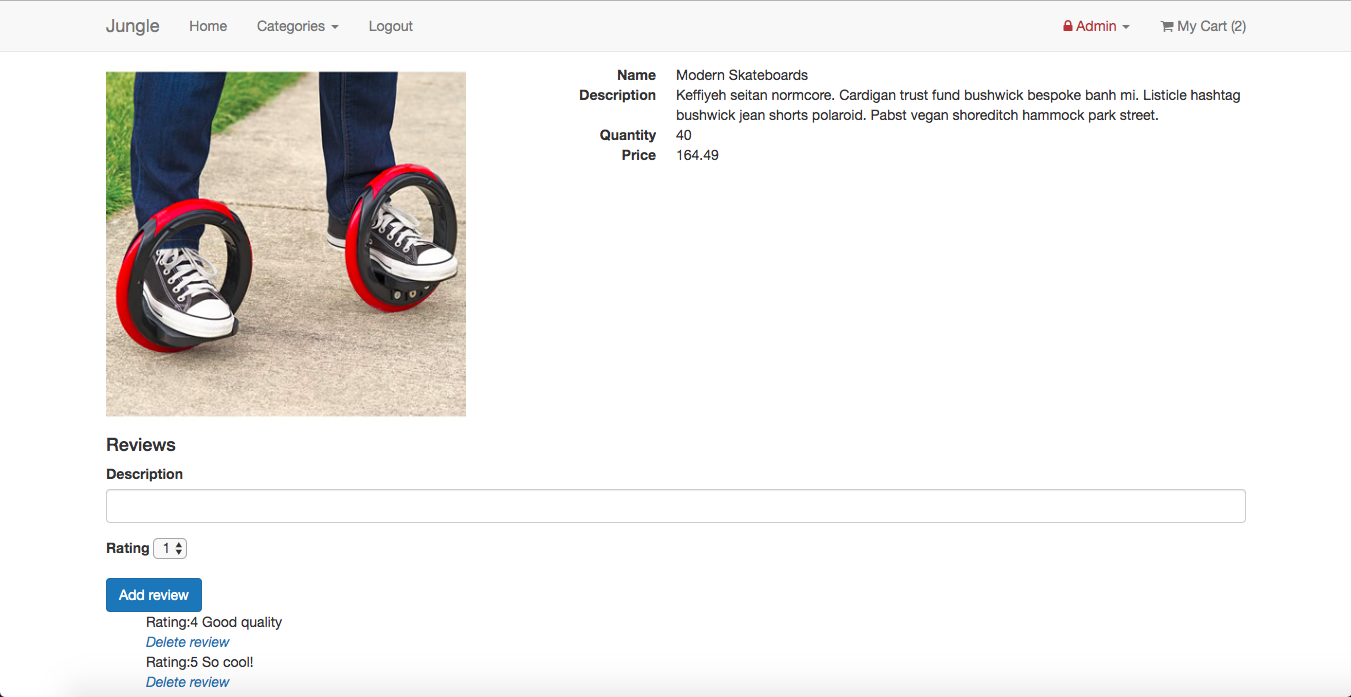 Jungle Home Categories Logout Admin My Cart (2)
Name Modern Skateboards
Description Keffiyeh seitan normcore. Cardigan trust fund bushwick bespoke banh mi. Listicle hashtag
bushwick jean shorts polaroid. Pabst vegan shoreditch hammock park street.
Quantity 40
Price 164.49
Reviews
Description
Rating 1
Add review
Rating:4 Good quality
Delete review
Rating:5 So cool!
Delete review